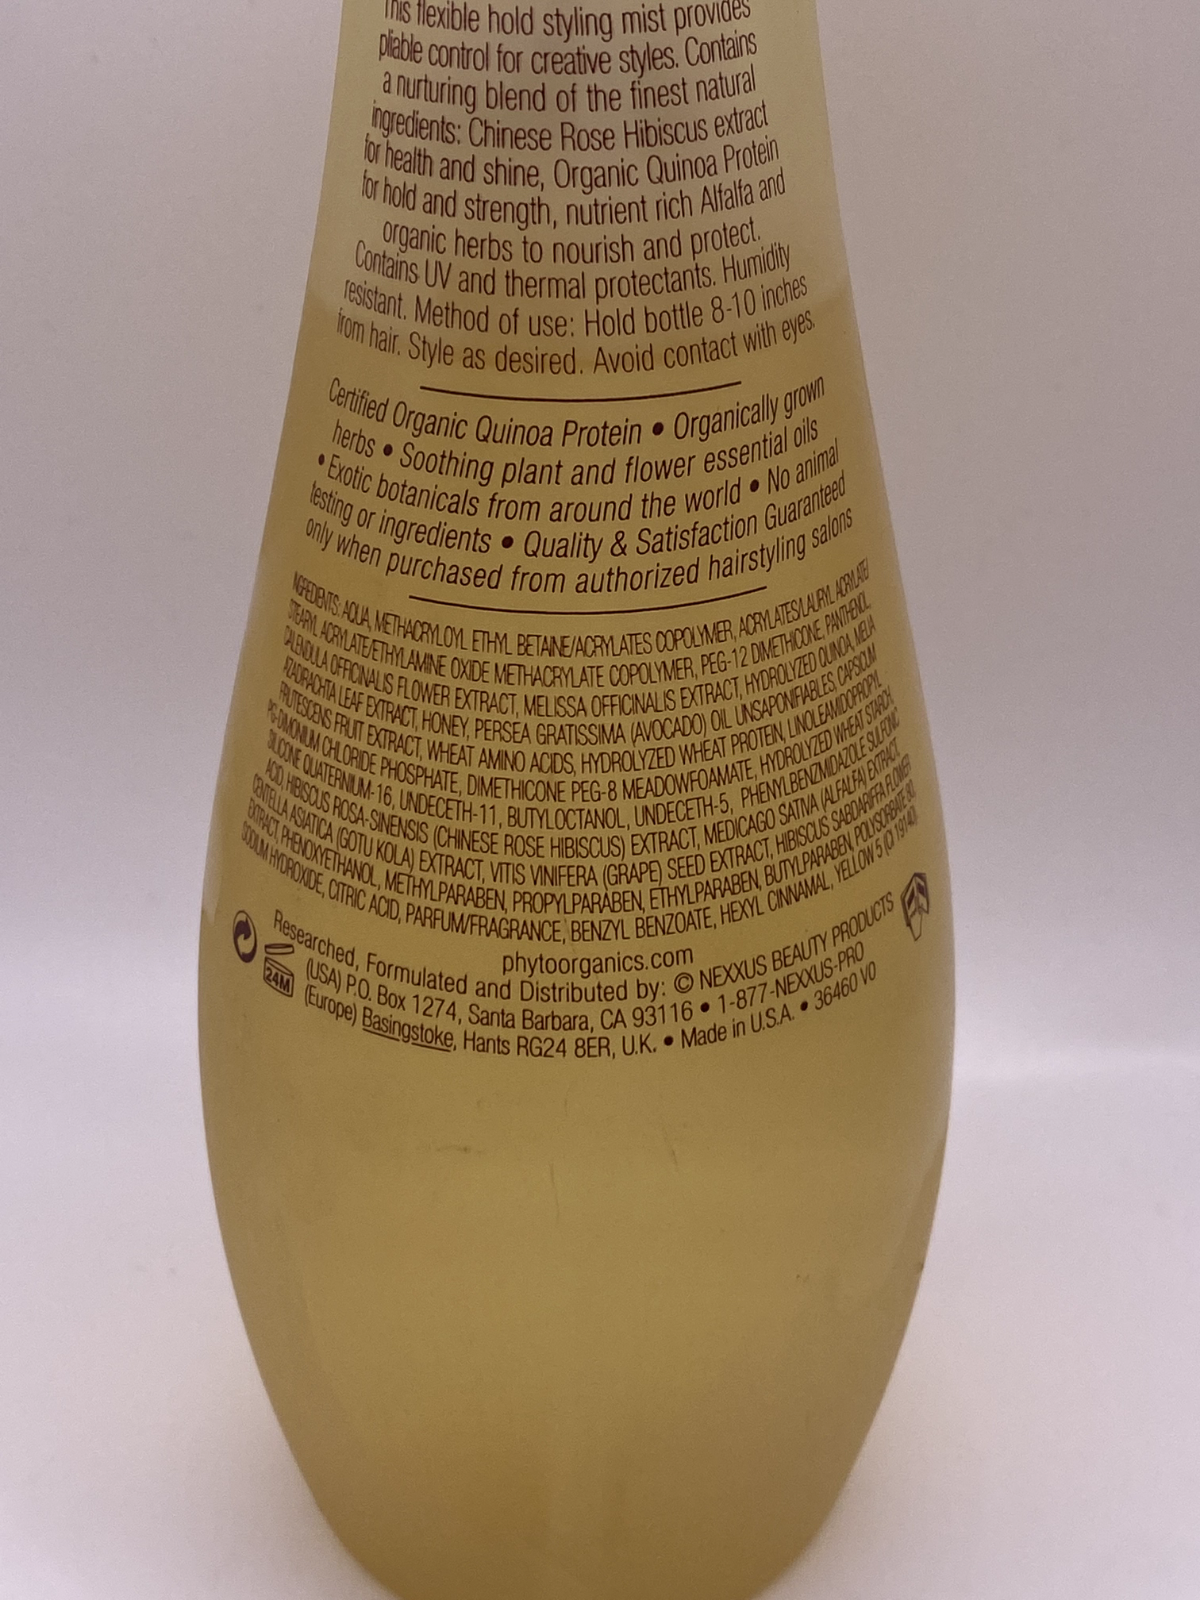 This flexible hold styling mist provides
pliable control for creative styles. Contains
a nurturing blend of the finest natural
ingredients: Chinese Rose Hibiscus extract
for health and shine, Organic Quinoa Protein
for hold and strength, nutrient rich Alfalfa and
organic herbs to nourish and protect.
Contains UV and thermal protectants. Humidity
resistant. Method of use: Hold bottle 8-10 inches
from hair. Style as desired. Avoid contact with eyes.
Certified Organic Quinoa Protein • Organically grown
herbs • Soothing plant and flower essential oils
• Exotic botanicals from around the world • No animal
testing or ingredients • Quality & Satisfaction Guaranteed
only when purchased from authorized hairstyling salons
INGREDIENTS: AQUA, METHACRYLOYL ETHYL BETAINE/ACRYLATES COPOLYMER, ACRYLATES/LAURYL ACRYLATE/
STEARYL ACRYLATE/ETHYLAMINE OXIDE METHACRYLATE COPOLYMER, PEG-12 DIMETHICONE, PANTHENOL,
CALENDULA OFFICINALIS FLOWER EXTRACT, MELISSA OFFICINALIS EXTRACT, HYDROLYZED QUINOA, MELIA
AZADIRACHTA LEAF EXTRACT, HONEY, PERSEA GRATISSIMA (AVOCADO) OIL UNSAPONIFIABLES, CAPSICUM
FRUTESCENS FRUIT EXTRACT, WHEAT AMINO ACIDS, HYDROLYZED WHEAT PROTEIN, LINOLEAMIDOPROPYL
PG-DIMONIUM CHLORIDE PHOSPHATE, DIMETHICONE PEG-8 MEADOWFOAMATE, HYDROLYZED WHEAT STARCH,
SILICONE QUATERNIUM-16, UNDECETH-11, BUTYLOCTANOL, UNDECETH-5, PHENYLBENZMIDAZOLE SULFONIC
ACID, HIBISCUS ROSA-SINENSIS (CHINESE ROSE HIBISCUS) EXTRACT, MEDICAGO SATIVA (ALFALFA) EXTRACT,
CENTELLA ASIATICA (GOTU KOLA) EXTRACT, VITIS VINIFERA (GRAPE) SEED EXTRACT, HIBISCUS SABDARIFFA FLOWER
EXTRACT, PHENOXYETHANOL, METHYLPARABEN, PROPYLPARABEN, ETHYLPARABEN, BUTYLPARABEN, POLYSORBATE 80,
SODIUM HYDROXIDE, CITRIC ACID, PARFUM/FRAGRANCE, BENZYL BENZOATE, HEXYL CINNAMAL, YELLOW 5 (CI 19140).
phytoorganics.com
Researched, Formulated and Distributed by: © NEXXUS BEAUTY PRODUCTS
(USA) P.O. Box 1274, Santa Barbara, CA 93116 • 1-877-NEXXUS-PRO
(Europe) Basingstoke, Hants RG24 8ER, U.K. • Made in U.S.A. • 36460 V0
24M